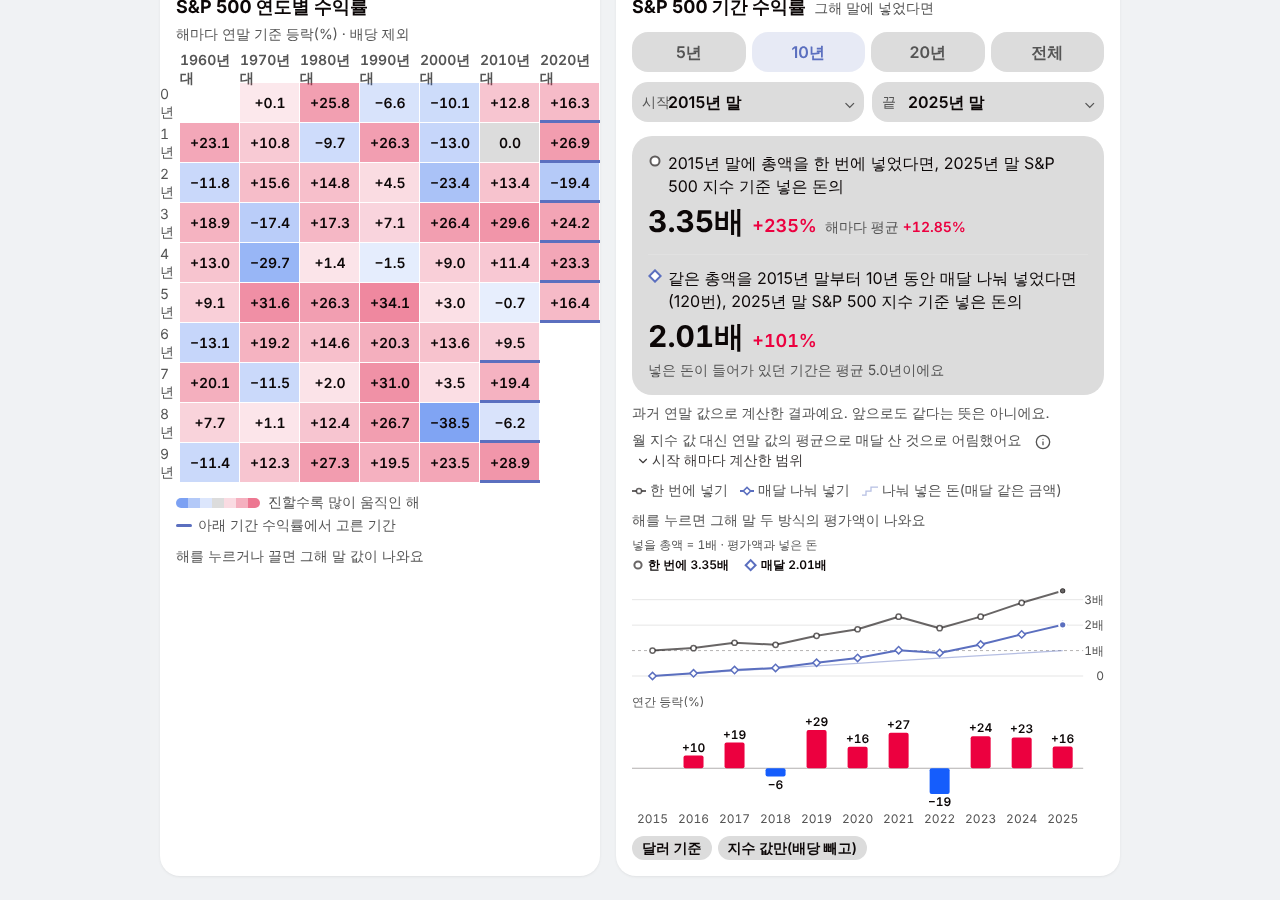 S&P 500 연도별 수익률
해마다 연말 기준 등락(%) · 배당 제외
1960년대 1970년대 1980년대 1990년대 2000년대 2010년대 2020년대
0년 +0.1 +25.8 −6.6 −10.1 +12.8 +16.3
1년 +23.1 +10.8 −9.7 +26.3 −13.0 0.0 +26.9
2년 −11.8 +15.6 +14.8 +4.5 −23.4 +13.4 −19.4
3년 +18.9 −17.4 +17.3 +7.1 +26.4 +29.6 +24.2
4년 +13.0 −29.7 +1.4 −1.5 +9.0 +11.4 +23.3
5년 +9.1 +31.6 +26.3 +34.1 +3.0 −0.7 +16.4
6년 −13.1 +19.2 +14.6 +20.3 +13.6 +9.5
7년 +20.1 −11.5 +2.0 +31.0 +3.5 +19.4
8년 +7.7 +1.1 +12.4 +26.7 −38.5 −6.2
9년 −11.4 +12.3 +27.3 +19.5 +23.5 +28.9
진할수록 많이 움직인 해
아래 기간 수익률에서 고른 기간
해를 누르거나 끌면 그해 말 값이 나와요
S&P 500 기간 수익률 그해 말에 넣었다면
5년 10년 20년 전체
시작 2015년 말 끝 2025년 말
2015년 말에 총액을 한 번에 넣었다면, 2025년 말 S&P
500 지수 기준 넣은 돈의
3.35배 +235% 해마다 평균 +12.85%
같은 총액을 2015년 말부터 10년 동안 매달 나눠 넣었다면
(120번), 2025년 말 S&P 500 지수 기준 넣은 돈의
2.01배 +101%
넣은 돈이 들어가 있던 기간은 평균 5.0년이에요
과거 연말 값으로 계산한 결과예요. 앞으로도 같다는 뜻은 아니에요.
월 지수 값 대신 연말 값의 평균으로 매달 산 것으로 어림했어요
시작 해마다 계산한 범위
한 번에 넣기 매달 나눠 넣기 나눠 넣은 돈(매달 같은 금액)
해를 누르면 그해 말 두 방식의 평가액이 나와요
넣을 총액 = 1배 · 평가액과 넣은 돈
한 번에 3.35배 매달 2.01배
3배
2배
1배
0
연간 등락(%)
+10 +19 −6 +29 +16 +27 −19 +24 +23 +16
2015 2016 2017 2018 2019 2020 2021 2022 2023 2024 2025
달러 기준 지수 값만(배당 빼고)